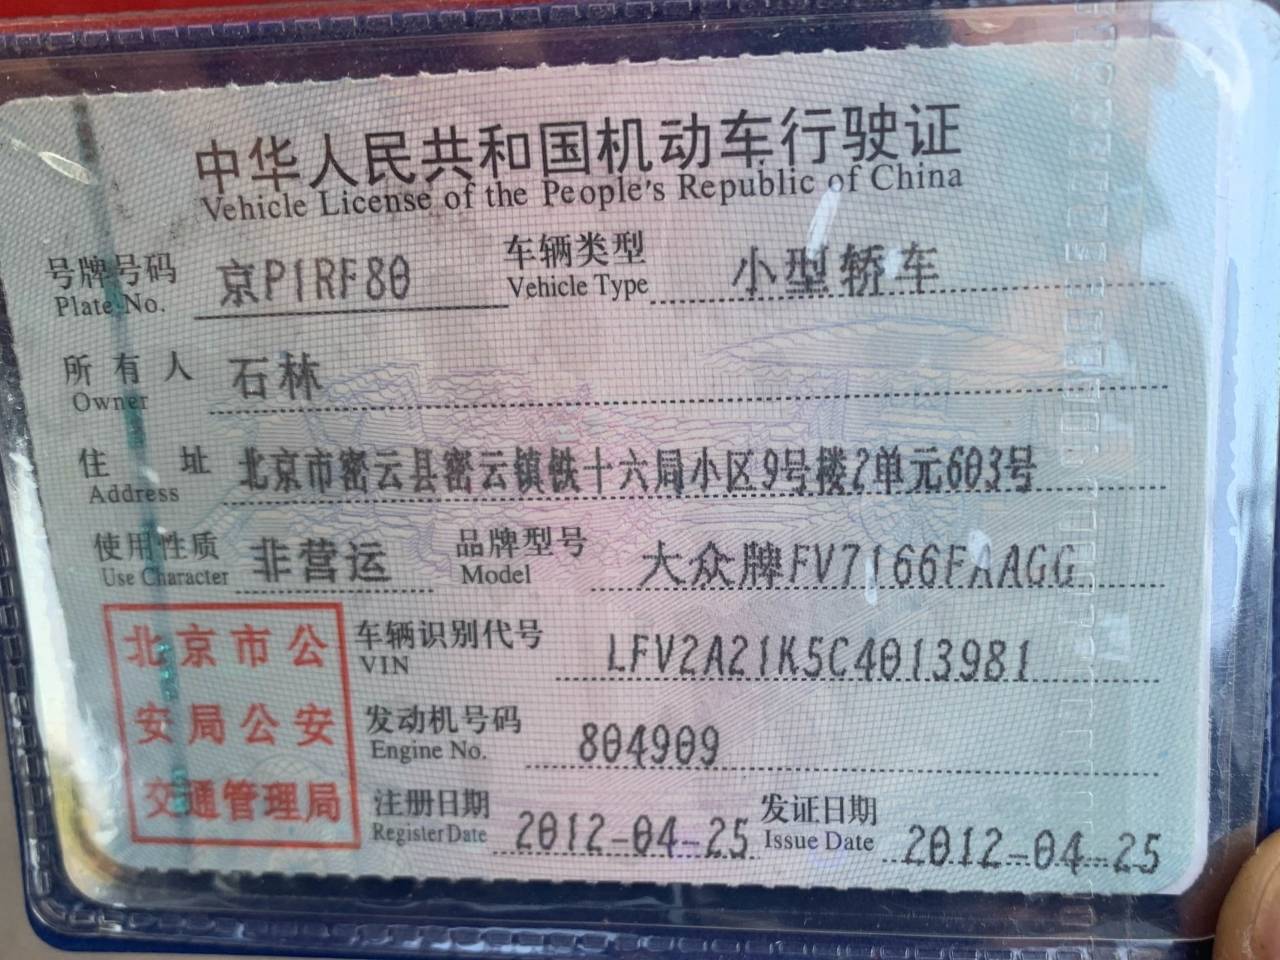 中华人民共和国机动车行驶证
Vehicle License of the People's Republic of China
号牌号码 京P1RF80 车辆类型 小型轿车
Plate No. Vehicle Type
所有人 石林
Owner
住址 北京市密云县密云镇铁十六局小区9号楼2单元603号
Address
使用性质 非营运 品牌型号 大众牌FV7166FAAGG
Use Character Model
车辆识别代号 LFV2A21K5C4013981
VIN
发动机号码 804909
Engine No.
注册日期 2012-04-25 发证日期 2012-04-25
Register Date Issue Date
北京市公
安局公安
交通管理局